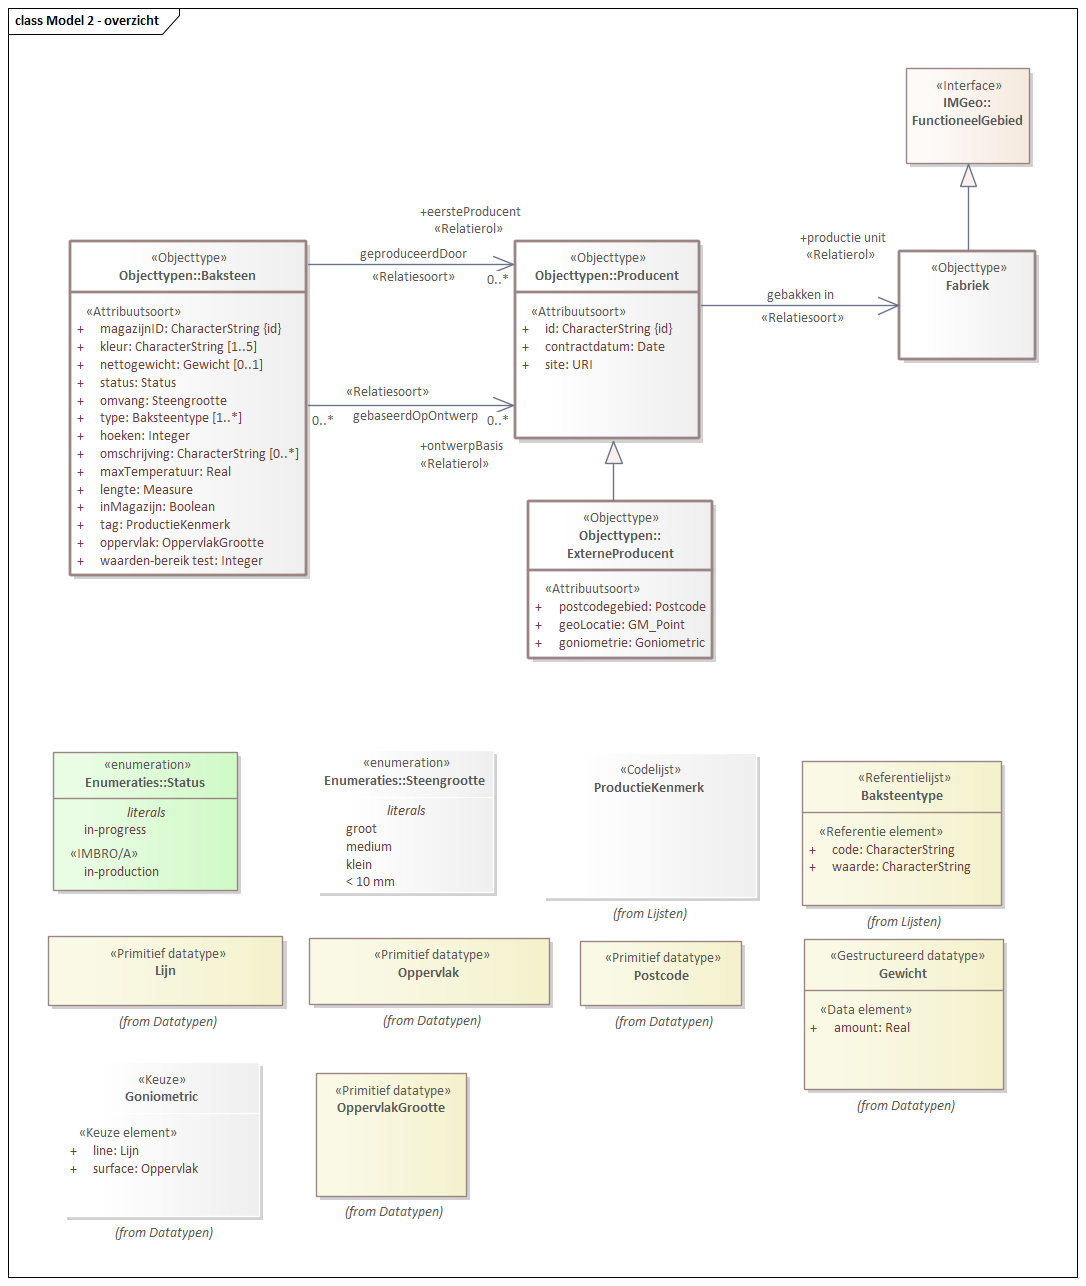 class Model 2 - overzicht
«Interface»
IMGeo::
FunctioneelGebied
+eersteProducent
«Relatierol»
geproduceerdDoor
«Relatiesoort»
0..*
+productie unit
«Relatierol»
gebakken in
«Relatiesoort»
«Objecttype»
Objecttypen::Baksteen
«Attribuutsoort»
+ magazijnID: CharacterString {id}
+ kleur: CharacterString [1..5]
+ nettogewicht: Gewicht [0..1]
+ status: Status
+ omvang: Steengrootte
+ type: Baksteentype [1..*]
+ hoeken: Integer
+ omschrijving: CharacterString [0..*]
+ maxTemperatuur: Real
+ lengte: Measure
+ inMagazijn: Boolean
+ tag: ProductieKenmerk
+ oppervlak: OppervlakGrootte
+ waarden-bereik test: Integer
«Objecttype»
Objecttypen::Producent
«Attribuutsoort»
+ id: CharacterString {id}
+ contractdatum: Date
+ site: URI
«Objecttype»
Fabriek
«Relatiesoort»
0..*
gebaseerdOpOntwerp
0..*
+ontwerpBasis
«Relatierol»
«Objecttype»
Objecttypen::
ExterneProducent
«Attribuutsoort»
+ postcodegebied: Postcode
+ geoLocatie: GM_Point
+ goniometrie: Goniometric
«enumeration»
Enumeraties::Status
literals
in-progress
«IMBRO/A»
in-production
«enumeration»
Enumeraties::Steengrootte
literals
groot
medium
klein
< 10 mm
«Codelijst»
ProductieKenmerk
(from Lijsten)
«Referentielijst»
Baksteentype
«Referentie element»
+ code: CharacterString
+ waarde: CharacterString
(from Lijsten)
«Primitief datatype»
Lijn
(from Datatypen)
«Primitief datatype»
Oppervlak
(from Datatypen)
«Primitief datatype»
Postcode
(from Datatypen)
«Gestructureerd datatype»
Gewicht
«Data element»
+ amount: Real
(from Datatypen)
«Keuze»
Goniometric
«Keuze element»
+ line: Lijn
+ surface: Oppervlak
(from Datatypen)
«Primitief datatype»
OppervlakGrootte
(from Datatypen)